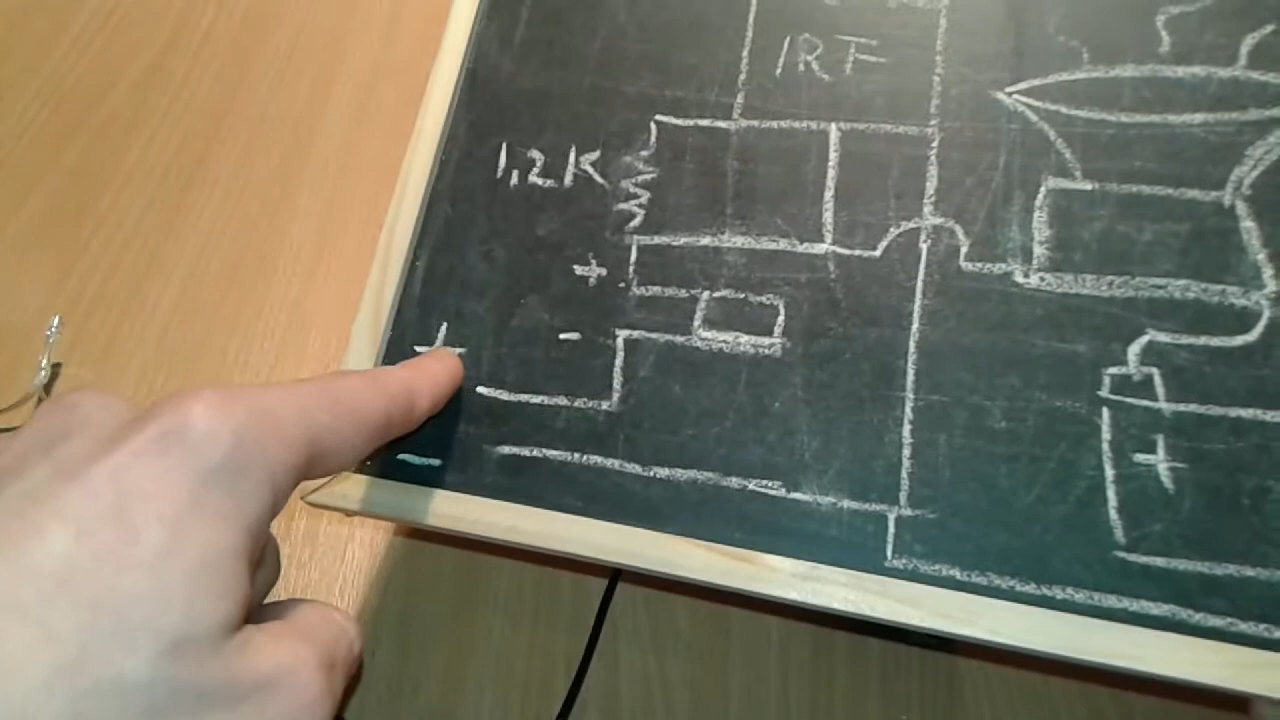 IRF
1,2K
+
-
+
-
+